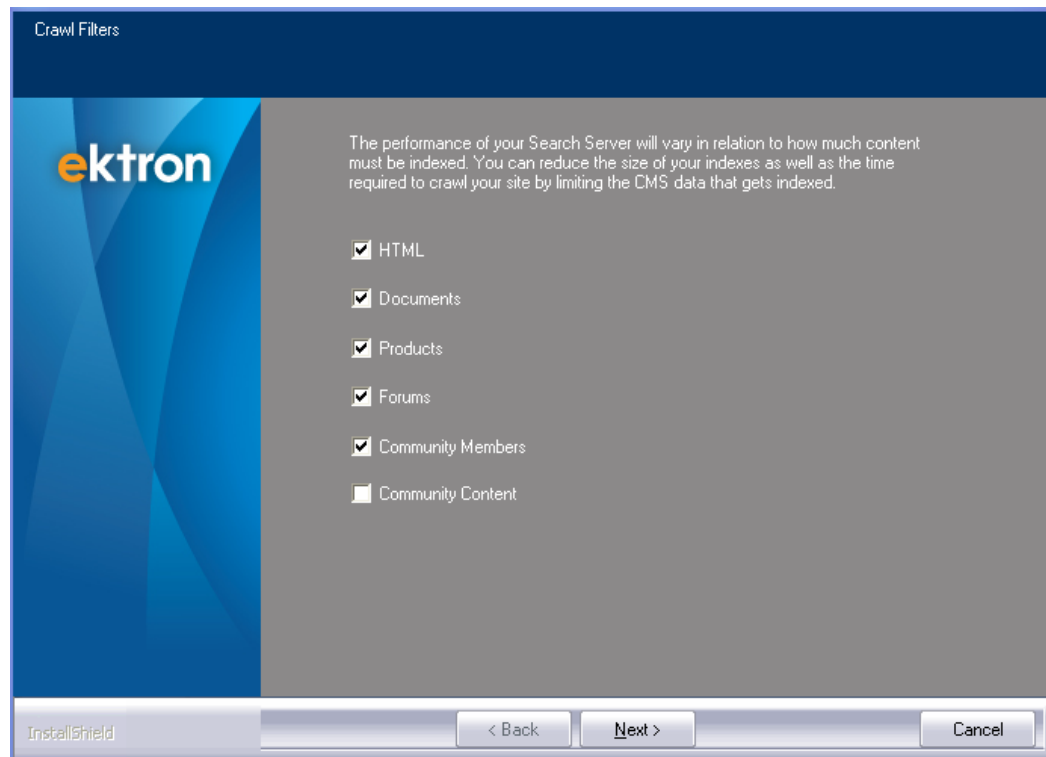 Crawl Filters
ektron
The performance of your Search Server will vary in relation to how much content
must be indexed. You can reduce the size of your indexes as well as the time
required to crawl your site by limiting the CMS data that gets indexed.
HTML
Documents
Products
Forums
Community Members
Community Content
InstallShield
< Back
Next >
Cancel